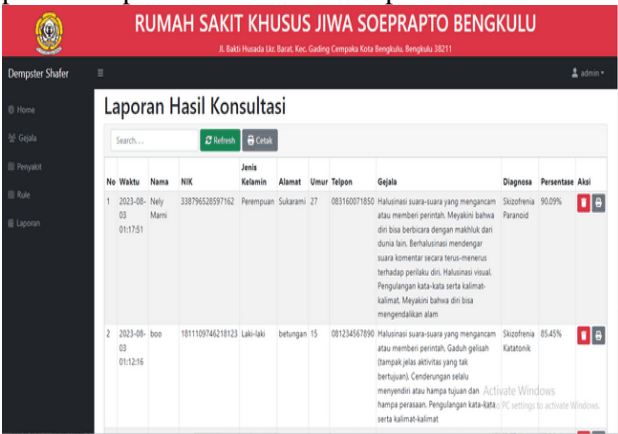 RUMAH SAKIT KHUSUS JIWA SOEPRAPTO BENGKULU
Jl. Bakti Husada Lkr. Barat, Kec. Gading Cempaka Kota Bengkulu, Bengkulu 38211
Dempster Shafer
admin
Home
Gejala
Penyakit
Rule
Laporan
Laporan Hasil Konsultasi
Search...
Refresh
Cetak
No Waktu Nama NIK Jenis Kelamin Alamat Umur Telpon Gejala Diagnosa Persentase Aksi
1 2023-08-03 01:17:51 Nely Marni 338796528597162 Perempuan Sukarami 27 083160071850
Halusinasi suara-suara yang mengancam
atau memberi perintah. Meyakini bahwa
diri bisa berbicara dengan makhluk dari
dunia lain. Berhalusinasi mendengar
suara komentar secara terus-menerus
terhadap perilaku diri. Halusinasi visual.
Pengulangan kata-kata serta kalimat-
kalimat. Meyakini bahwa diri bisa
mengendalikan alam
Skizofrenia Paranoid 90.09%
2 2023-08-03 01:12:16 boo 1811109746218123 Laki-laki betungan 15 081234567890
Halusinasi suara-suara yang mengancam
atau memberi perintah. Gaduh gelisah
(tampak jelas aktivitas yang tak
bertujuan). Cenderungan selalu
menyendiri atau hampa tujuan dan
hampa perasaan. Pengulangan kata-kata
serta kalimat-kalimat
Skizofrenia Katatonik 85.45%
Activate Windows
PC settings to activate Windows.